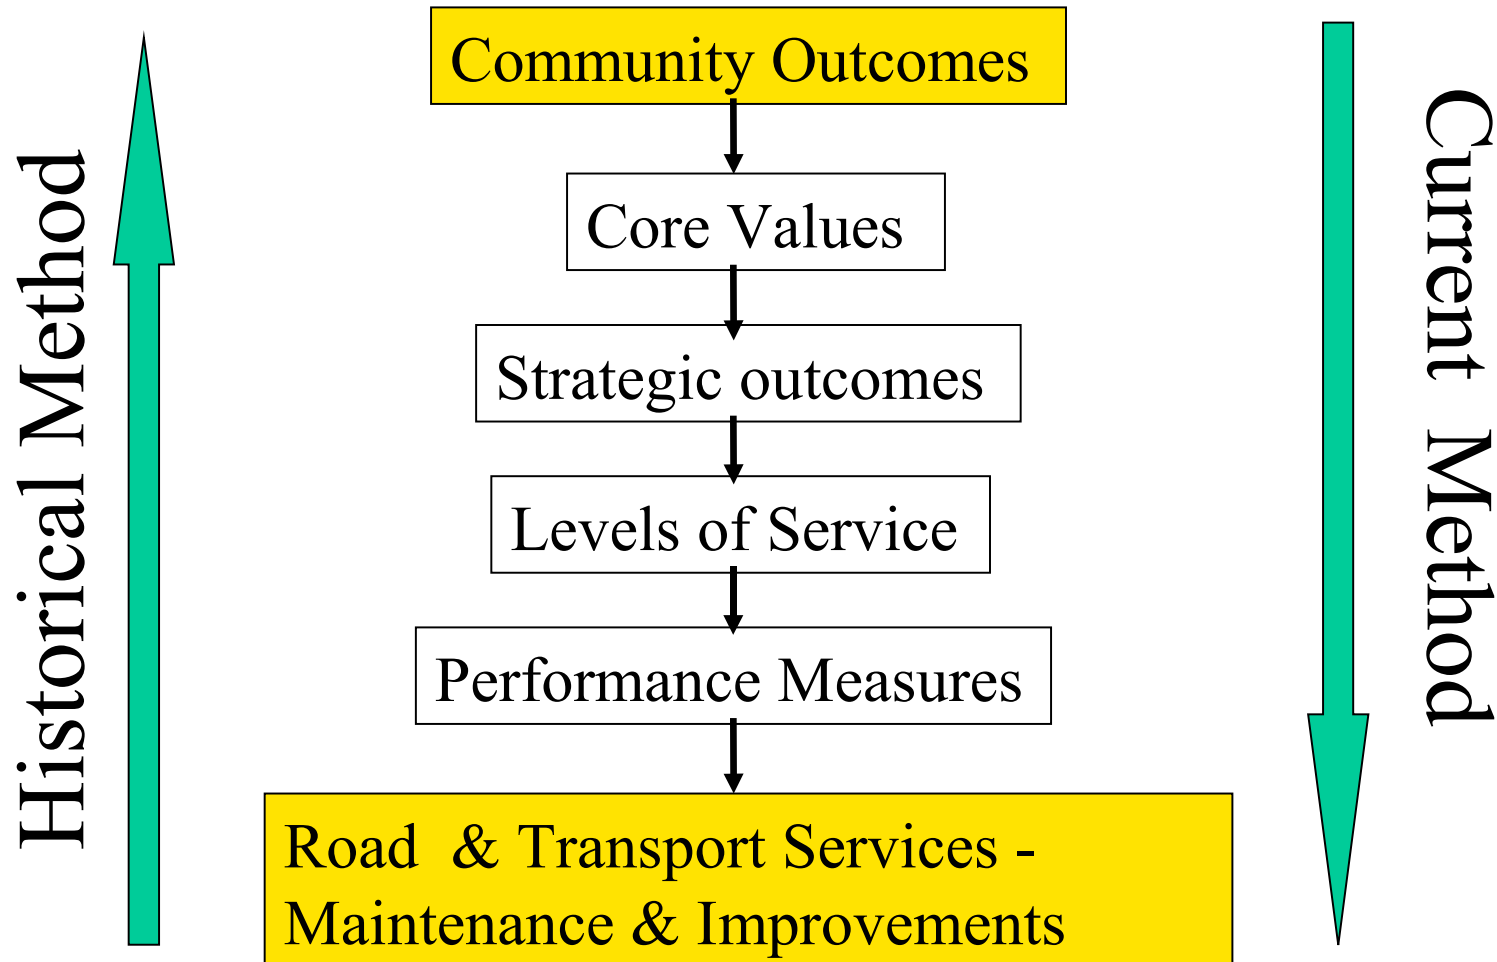 Community Outcomes
Core Values
Strategic outcomes
Levels of Service
Performance Measures
Road & Transport Services -
Maintenance & Improvements
Historical Method
Current Method